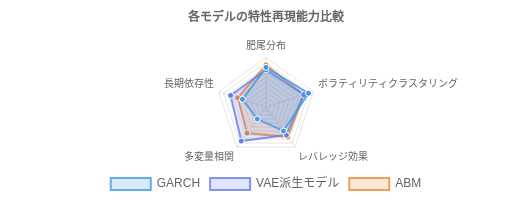 各モデルの特性再現能力比較
肥尾分布
長期依存性
ボラティリティクラスタリング
多変量相関
レバレッジ効果
GARCH
VAE派生モデル
ABM